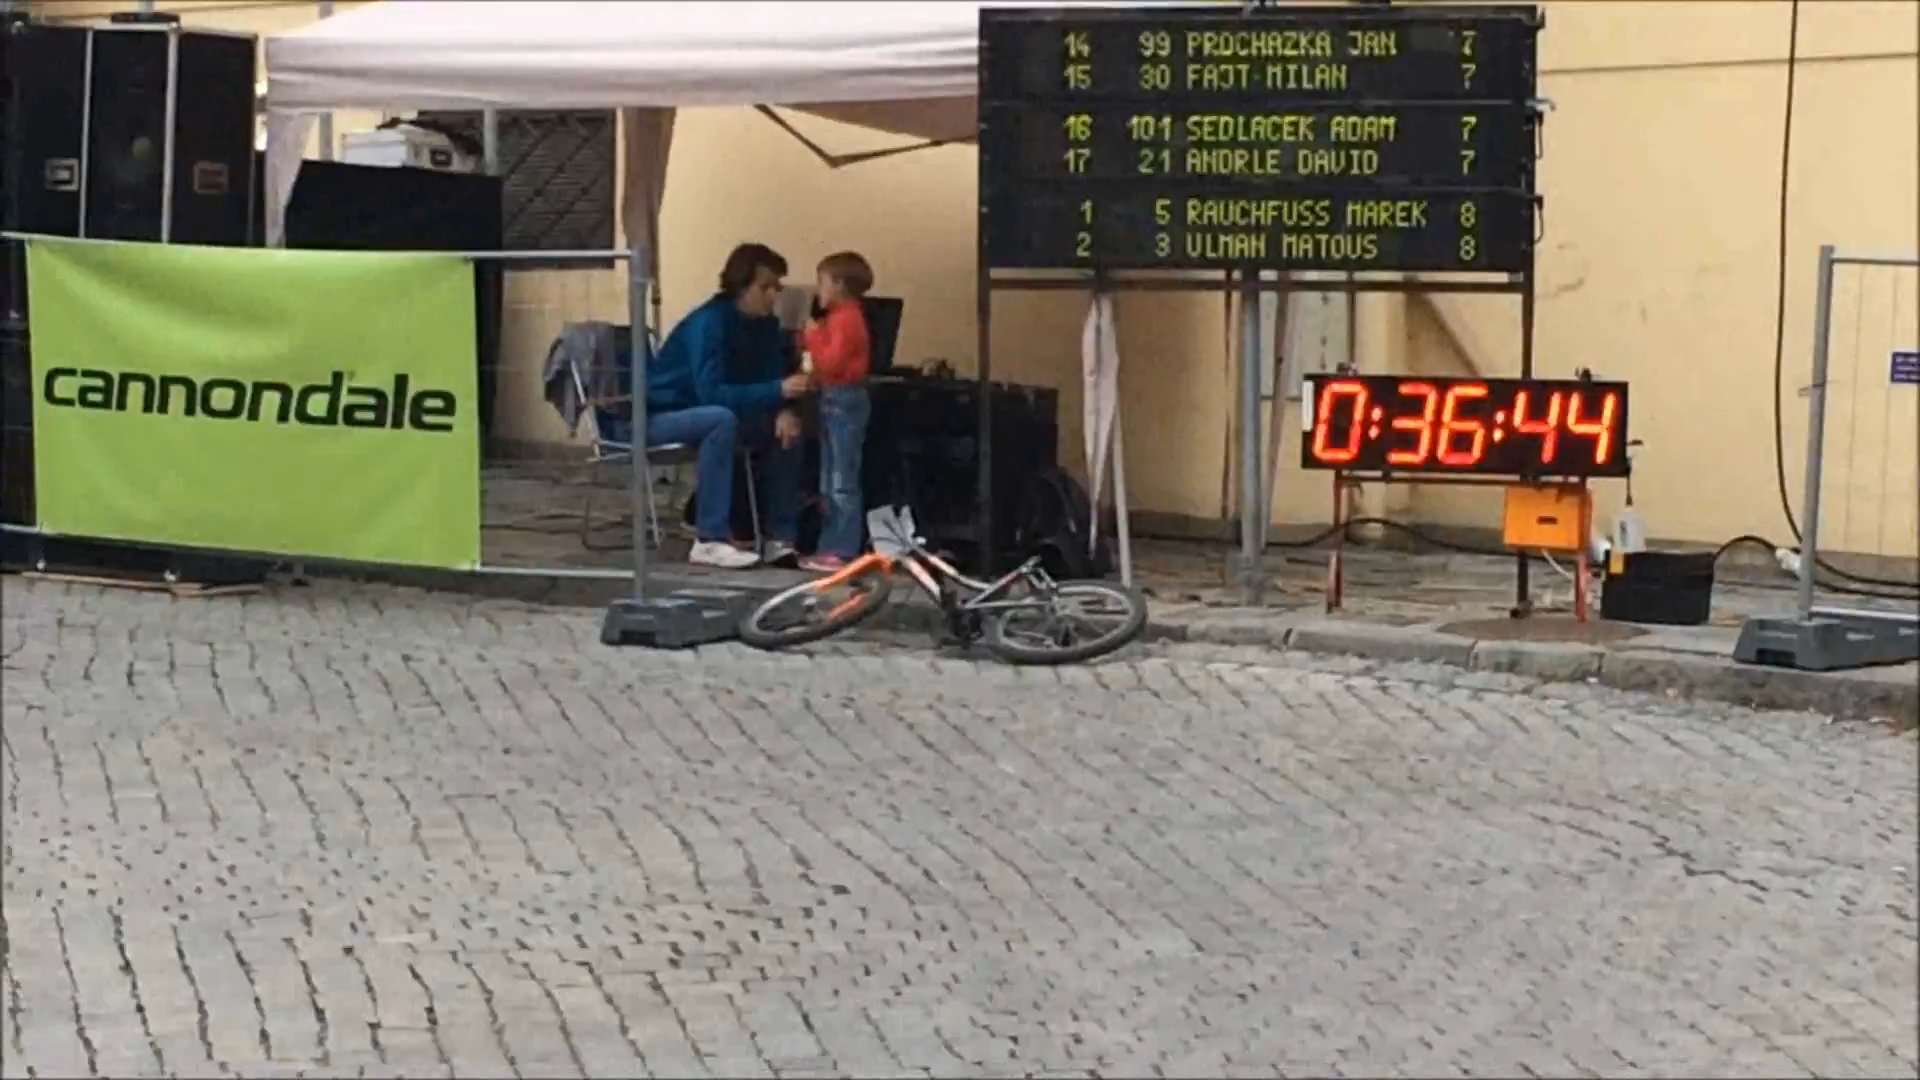 14 99 PROCHAZKA JAN 7
15 30 FAJT MILAN 7
16 101 SEDLACEK ADAM 7
17 21 ANDRLE DAVID 7
1 5 RAUCHFUSS MAREK 8
2 3 ULMAN MATOUS 8
cannondale
0:36:44